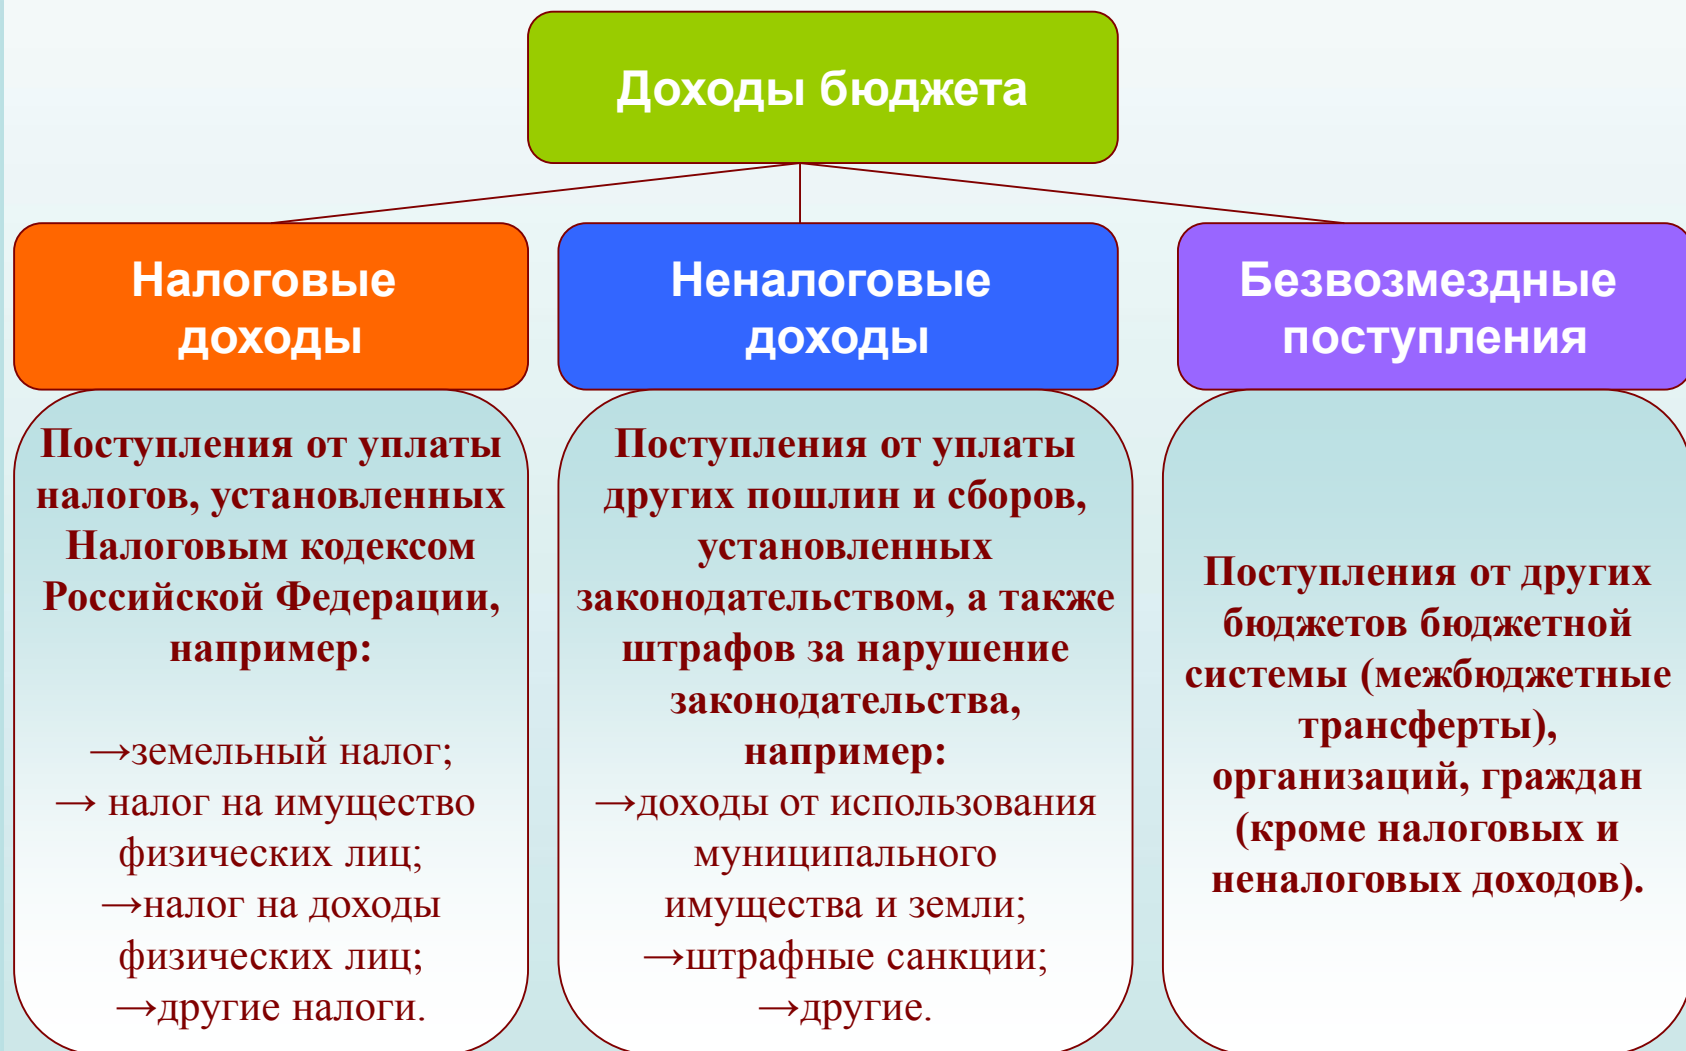 Доходы бюджета
Налоговые
доходы
Поступления от уплаты
налогов, установленных
Налоговым кодексом
Российской Федерации,
например:
→земельный налог;
→ налог на имущество
физических лиц;
→налог на доходы
физических лиц;
→другие налоги.
Неналоговые
доходы
Поступления от уплаты
других пошлин и сборов,
установленных
законодательством, а также
штрафов за нарушение
законодательства,
например:
→доходы от использования
муниципального
имущества и земли;
→штрафные санкции;
→другие.
Безвозмездные
поступления
Поступления от других
бюджетов бюджетной
системы (межбюджетные
трансферты),
организаций, граждан
(кроме налоговых и
неналоговых доходов).